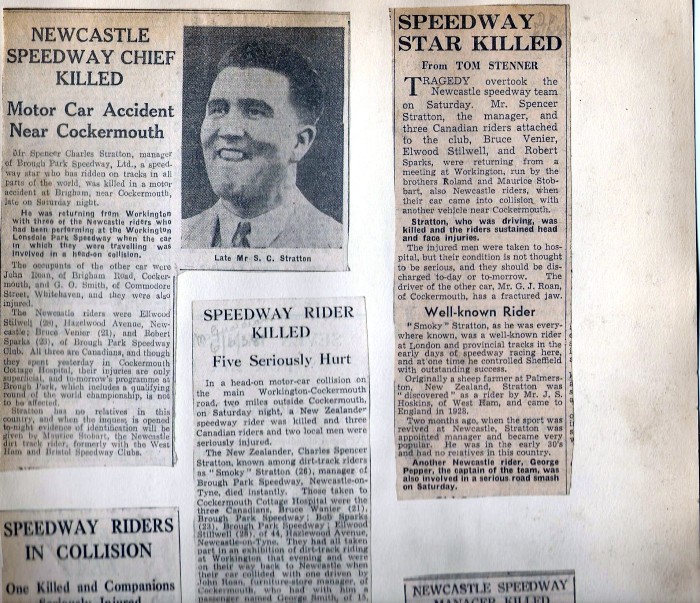 NEWCASTLE
SPEEDWAY CHIEF
KILLED
Motor Car Accident
Near Cockermouth
Mr Spencer Charles Stratton, manager
of Brough Park Speedway, Ltd., a speed-
way star who has ridden on tracks in all
parts of the world, was killed in a motor
accident at Brigham, near Cockermouth,
late on Saturday night.
He was returning from Workington
with three of the Newcastle riders who
had been performing at the Workington
Lonsdale Park Speedway when the car
in which they were travelling was
involved in a head-on collision.
The occupants of the other car were
John Roan, of Brigham Road, Cocker-
mouth, and G. O. Smith, of Commodore
Street, Whitehaven, and they were also
injured.
The Newcastle riders were Ellwood
Stilwell (28), Hazelwood Avenue, New-
castle; Bruce Venier (21), and Robert
Sparks (23), of Brough Park Speedway
Club. All three are Canadians, and though
they spent yesterday in Cockermouth
Cottage Hospital, their injuries are only
superficial, and to-morrow's programme at
Brough Park, which includes a qualifying
round of the world championship, is not
to be affected.
Stratton has no relatives in this
country, and when the inquest is opened
to-night evidence of identification will be
given by Maurice Stobart, the Newcastle
dirt track rider, formerly with the West
Ham and Bristol Speedway Clubs.
Late Mr S. C. Stratton
SPEEDWAY RIDER
KILLED
Five Seriously Hurt
In a head-on motor-car collision on
the main Workington-Cockermouth
road, two miles outside Cockermouth,
on Saturday night, a New Zealander
speedway rider was killed and three
Canadian riders and two local men were
seriously injured.
The New Zealander, Charles Spencer
Stratton, known among dirt-track riders
as "Smoky" Stratton (26), manager of
Brough Park Speedway, Newcastle-on-
Tyne, died instantly. Those taken to
Cockermouth Cottage Hospital were the
three Canadians, Bruce Wanier (21),
Brough Park Speedway; Bob Sparks
(23), Brough Park Speedway; Ellwood
Stillwell (28), of 44, Hazlewood Avenue,
Newcastle-on-Tyne. They had all taken
part in an exhibition of dirt-track riding
at Workington that evening and were
on their way back to Newcastle when
their car collided with one driven by
John Roan, furniture-store manager, of
Cockermouth, who had with him a
passenger named George Smith, of 15,
SPEEDWAY
STAR KILLED
From TOM STENNER
TRAGEDY overtook the
Newcastle speedway team
on Saturday. Mr. Spencer
Stratton, the manager, and
three Canadian riders attached
to the club, Bruce Venier,
Elwood Stilwell, and Robert
Sparks, were returning from a
meeting at Workington, run by the
brothers Roland and Maurice Stob-
bart, also Newcastle riders, when
their car came into collision with
another vehicle near Cockermouth.
Stratton, who was driving, was
killed and the riders sustained head
and face injuries.
The injured men were taken to hos-
pital, but their condition is not thought
to be serious, and they should be dis-
charged to-day or to-morrow. The
driver of the other car, Mr. G. J. Roan,
of Cockermouth, has a fractured jaw.
Well-known Rider
"Smoky" Stratton, as he was every-
where known, was a well-known rider
at London and provincial tracks in the
early days of speedway racing here,
and at one time he controlled Sheffield
with outstanding success.
Originally a sheep farmer at Palmers-
ton, New Zealand, Stratton was
"discovered" as a rider by Mr. J. S.
Hoskins, of West Ham, and came to
England in 1928.
Two months ago, when the sport was
revived at Newcastle, Stratton was
appointed manager and became very
popular. He was in the early 30's
and had no relatives in this country.
Another Newcastle rider, George
Pepper, the captain of the team, was
also involved in a serious road smash
on Saturday.
SPEEDWAY RIDERS
IN COLLISION
One Killed and Companions
Seriously Injured
NEWCASTLE SPEEDWAY
MANAGER KILLED